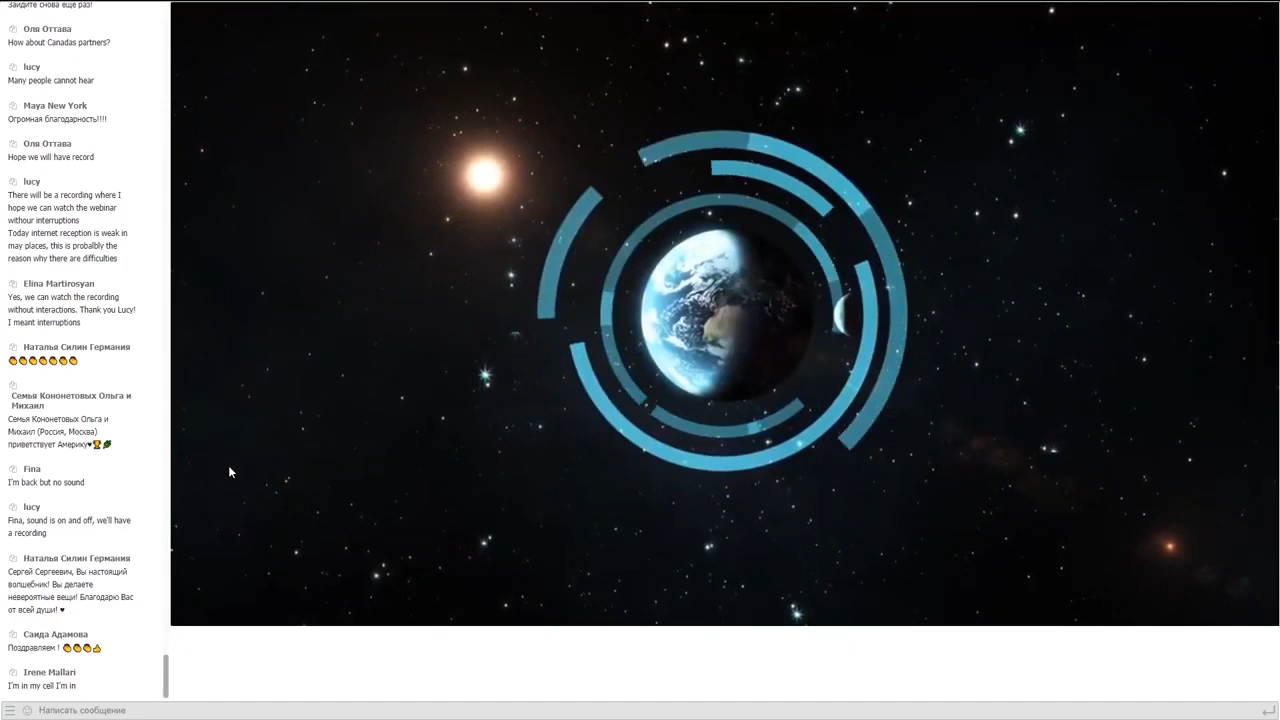 Зайдите снова еще раз!
Оля Оттава
How about Canadas partners?
lucy
Many people cannot hear
Maya New York
Огромная благодарность!!!!
Оля Оттава
Hope we will have record
lucy
There will be a recording where I
hope we can watch the webinar
withour interruptions
Today internet reception is weak in
may places, this is probalbly the
reason why there are difficulties
Elina Martirosyan
Yes, we can watch the recording
without interactions. Thank you Lucy!
I meant interruptions
Наталья Силин Германия
👏👏👏👏👏👏👏
Семья Кононетовых Ольга и
Михаил
Семья Кононетовых Ольга и
Михаил (Россия, Москва)
приветствует Америку♥🏆💸
Fina
I'm back but no sound
lucy
Fina, sound is on and off, we'll have
a recording
Наталья Силин Германия
Сергей Сергеевич, Вы настоящий
волшебник! Вы делаете
невероятные вещи! Благодарю Вас
от всей души! ♥
Саида Адамова
Поздравляем ! 👏👏👏👍
Irene Mallari
I'm in my cell I'm in
Написать сообщение